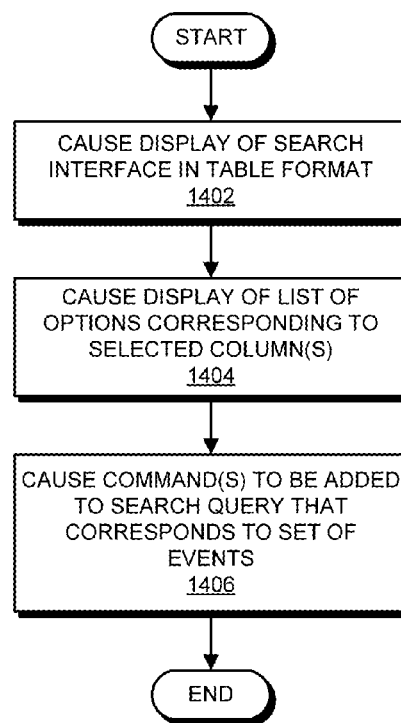 START
CAUSE DISPLAY OF SEARCH
INTERFACE IN TABLE FORMAT
1402
CAUSE DISPLAY OF LIST OF
OPTIONS CORRESPONDING TO
SELECTED COLUMN(S)
1404
CAUSE COMMAND(S) TO BE ADDED
TO SEARCH QUERY THAT
CORRESPONDS TO SET OF
EVENTS
1406
END